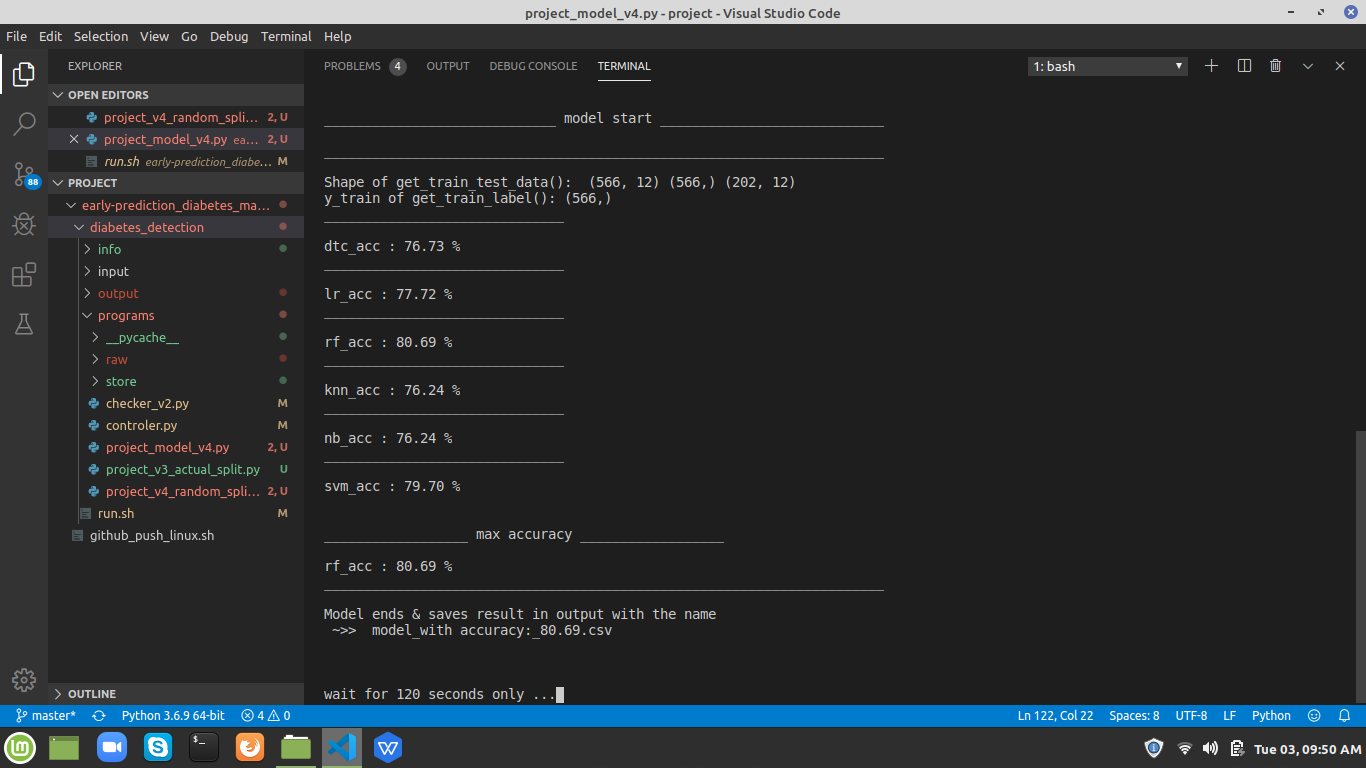 project_model_v4.py - project - Visual Studio Code
File Edit Selection View Go Debug Terminal Help
EXPLORER
OPEN EDITORS
project_v4_random_spli... 2, U
project_model_v4.py ea... 2, U
run.sh early-prediction_diabe... M
PROJECT
early-prediction_diabetes_ma...
diabetes_detection
info
input
output
programs
__pycache__
raw
store
checker_v2.py M
controler.py M
project_model_v4.py 2, U
project_v3_actual_split.py U
project_v4_random_spli... 2, U
run.sh M
github_push_linux.sh
OUTLINE
88
PROBLEMS 4 OUTPUT DEBUG CONSOLE TERMINAL 1: bash
_____________________________ model start ____________________________
______________________________________________________________________
Shape of get_train_test_data():  (566, 12) (566,) (202, 12)
y_train of get_train_label(): (566,)
______________________________
dtc_acc : 76.73 %
______________________________
lr_acc : 77.72 %
______________________________
rf_acc : 80.69 %
______________________________
knn_acc : 76.24 %
______________________________
nb_acc : 76.24 %
______________________________
svm_acc : 79.70 %
__________________ max accuracy __________________
rf_acc : 80.69 %
______________________________________________________________________
Model ends & saves result in output with the name
~>>  model_with accuracy:_80.69.csv
wait for 120 seconds only ...
master* Python 3.6.9 64-bit 4 0 Ln 122, Col 22 Spaces: 8 UTF-8 LF Python
Tue 03, 09:50 AM